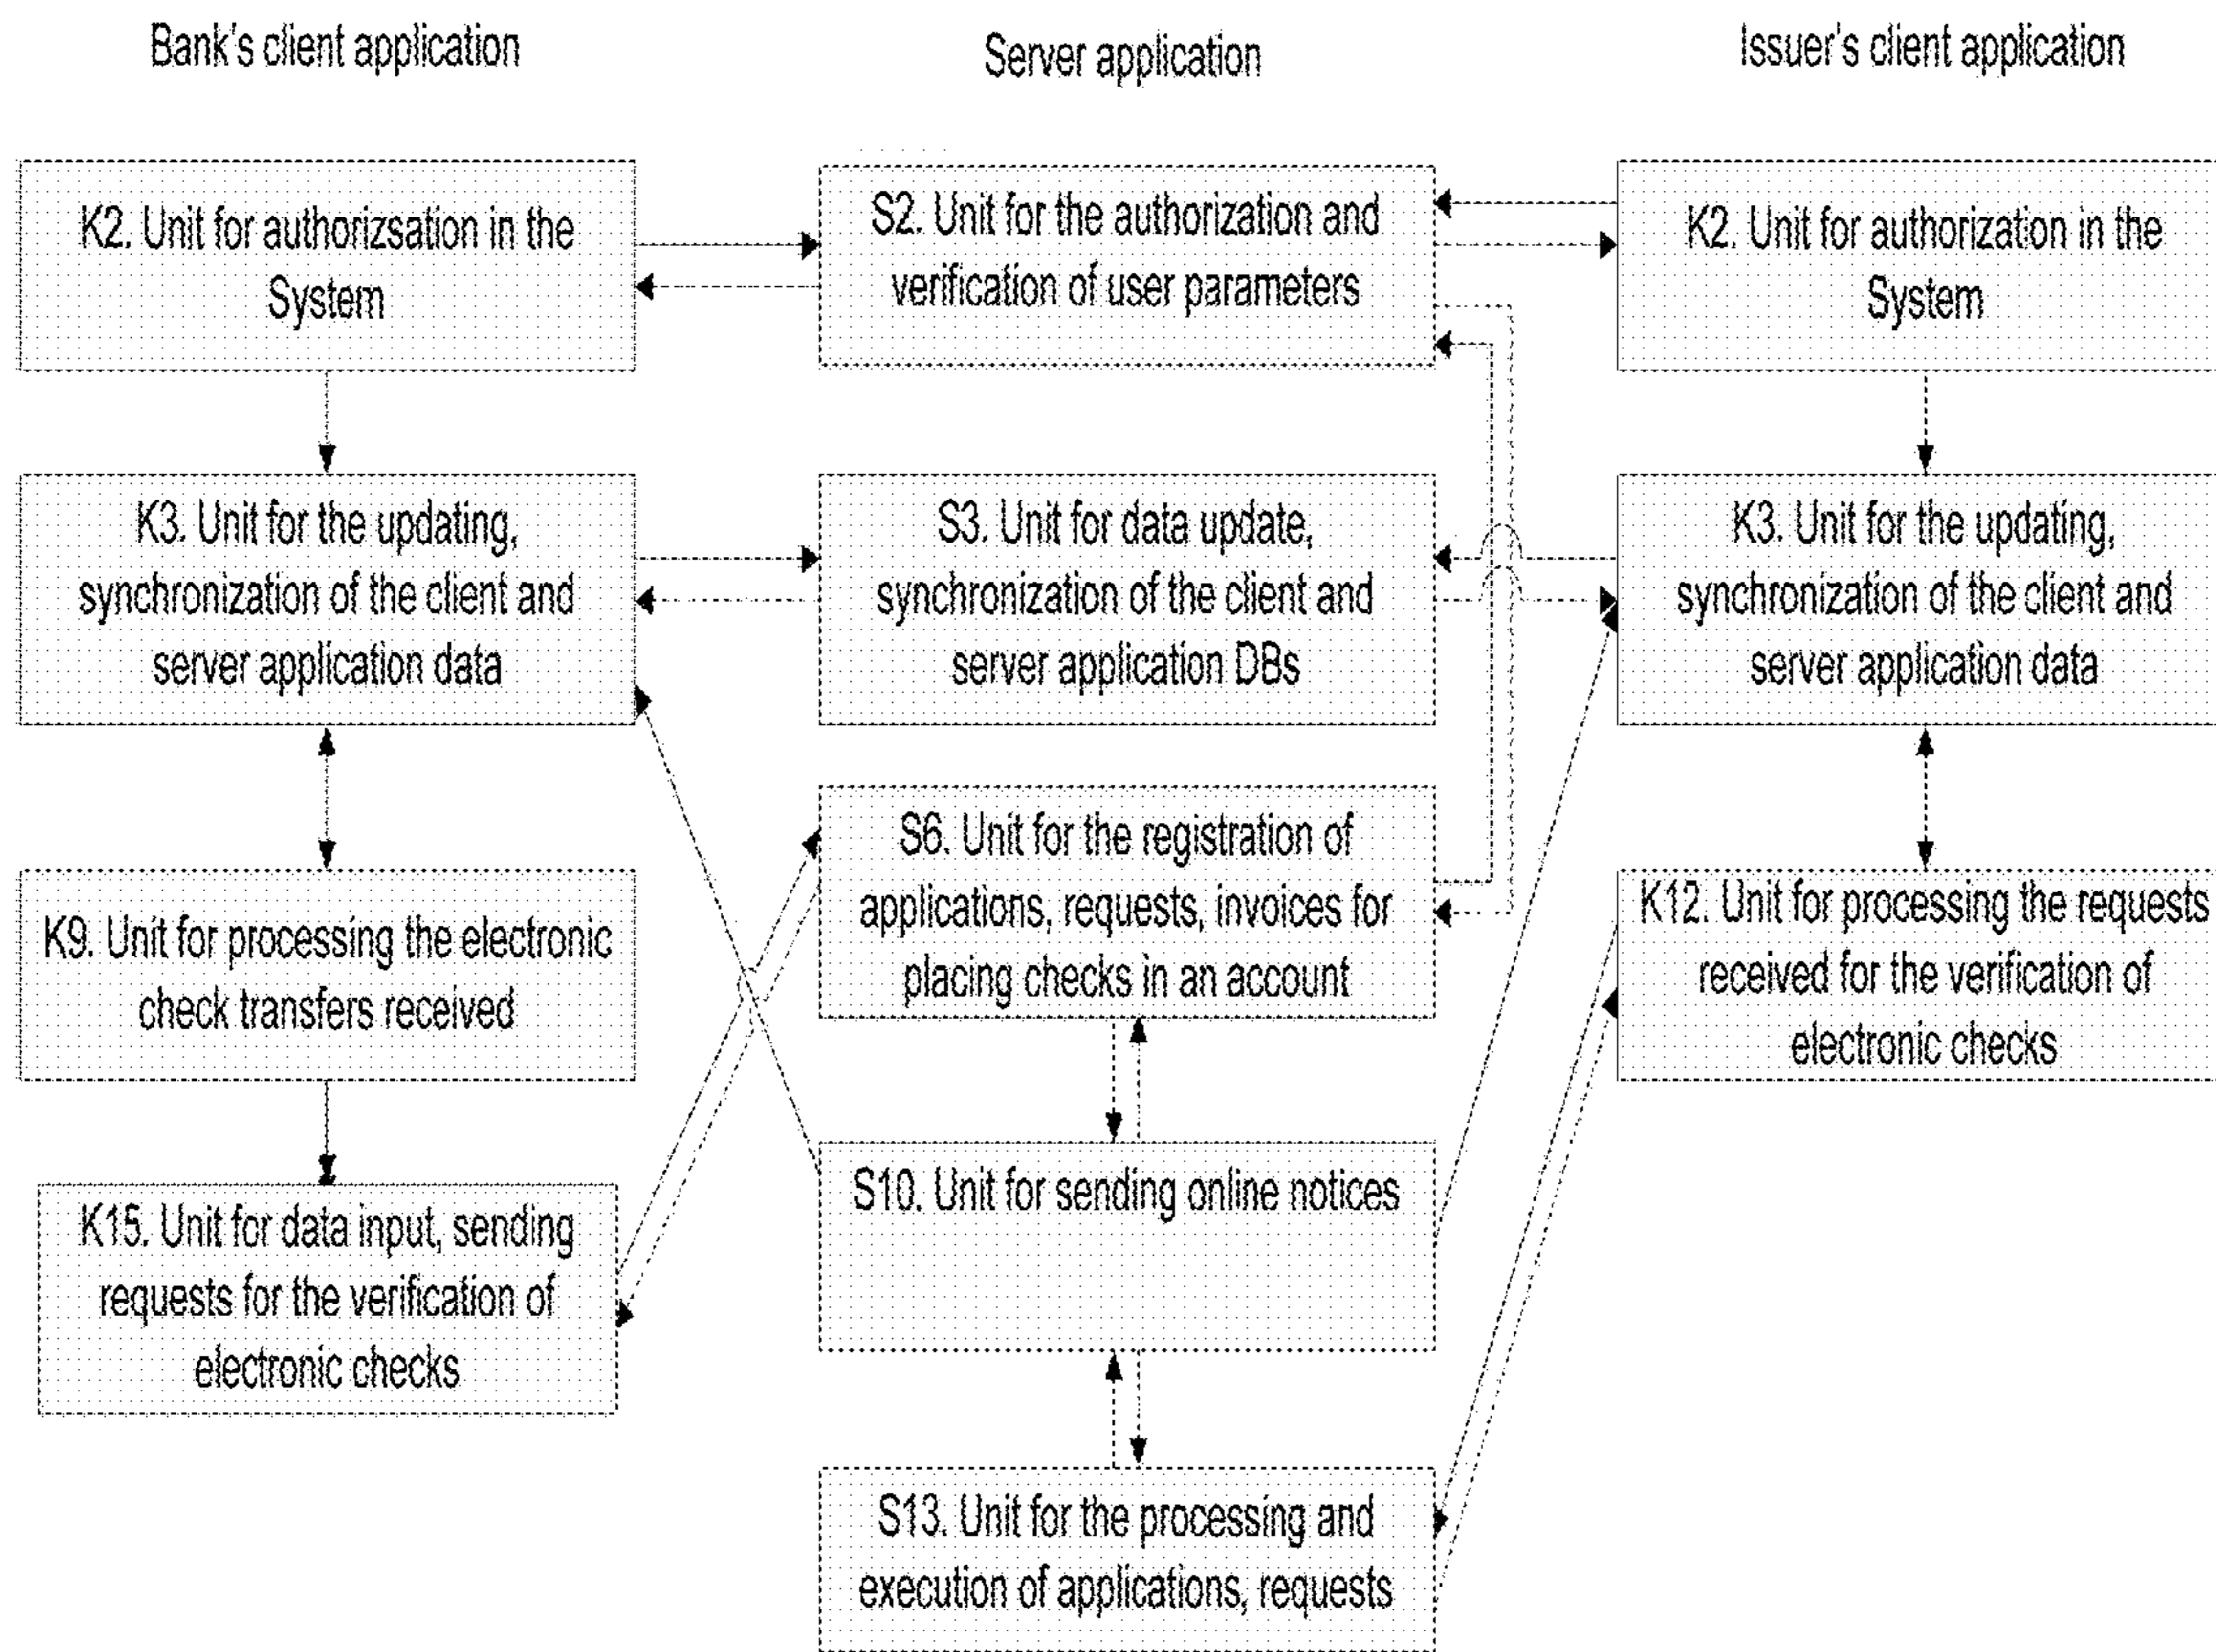 Bank's client application
Server application
Issuer's client application
K2. Unit for authorizsation in the
System
S2. Unit for the authorization and
verification of user parameters
K2. Unit for authorization in the
System
K3. Unit for the updating,
synchronization of the client and
server application data
S3. Unit for data update,
synchronization of the client and
server application DBs
K3. Unit for the updating,
synchronization of the client and
server application data
S6. Unit for the registration of
applications, requests, invoices for
placing checks in an account
K9. Unit for processing the electronic
check transfers received
K12. Unit for processing the requests
received for the verification of
electronic checks
S10. Unit for sending online notices
K15. Unit for data input, sending
requests for the verification of
electronic checks
S13. Unit for the processing and
execution of applications, requests